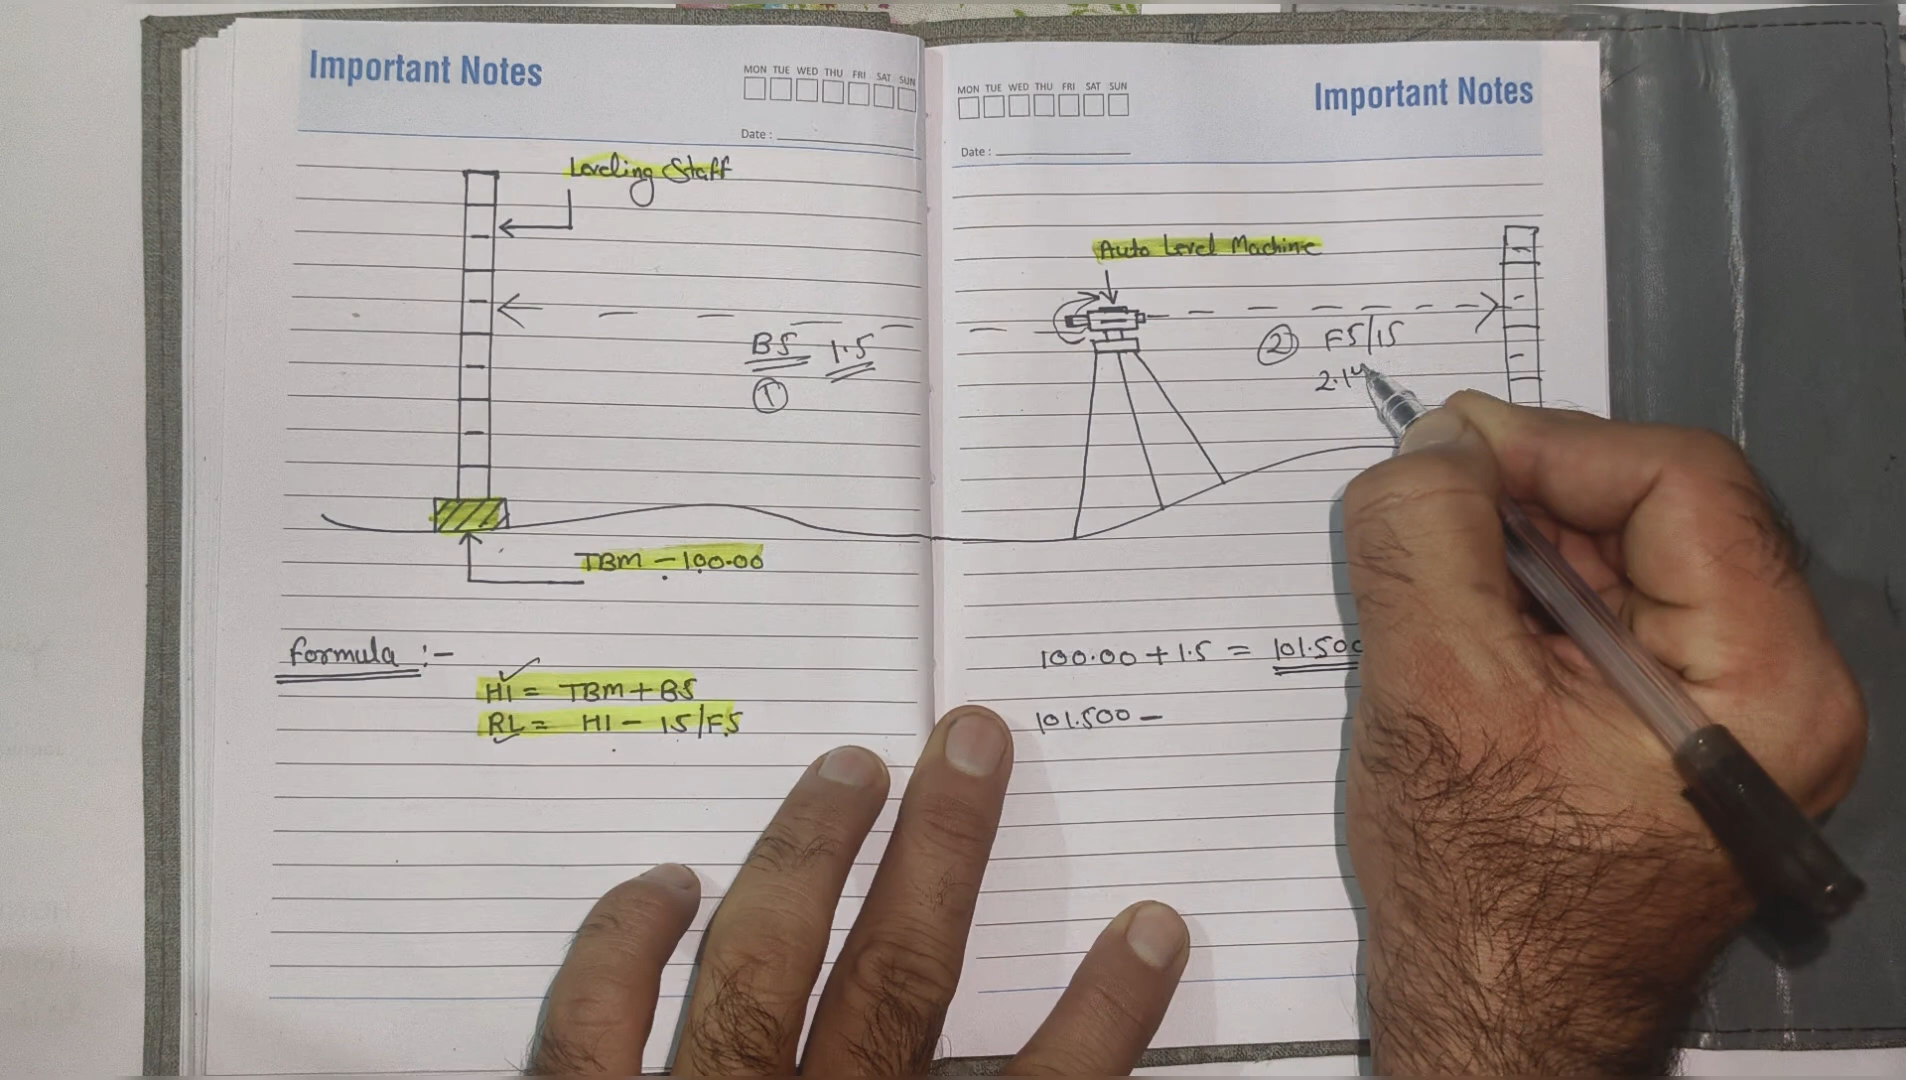 Important Notes
MON TUE WED THU FRI SAT SUN
Date :
Leveling Staff
BS 1.5
1
TBM - 100.00
Formula :-
HI = TBM + BS
RL = HI - IS/FS
MON TUE WED THU FRI SAT SUN
Important Notes
Date :
Auto Level Machine
2 FS/IS
2.14
100.00 + 1.5 = 101.500
101.500 -